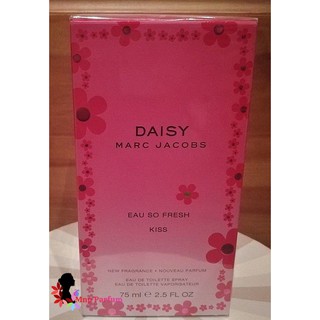 DAISY
MARC JACOBS
EAU SO FRESH
KISS
NEW FRAGRANCE • NOUVEAU PARFUM
EAU DE TOILETTE SPRAY
EAU DE TOILETTE VAPORISATEUR
75 ml ℮ 2.5 FL OZ